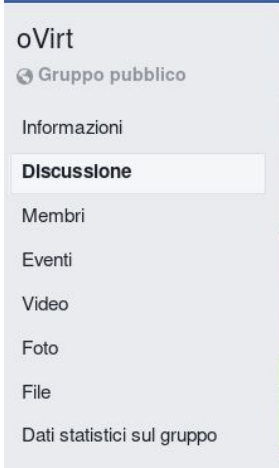 oVirt
Gruppo pubblico
Informazioni
Discussione
Membri
Eventi
Video
Foto
File
Dati statistici sul gruppo